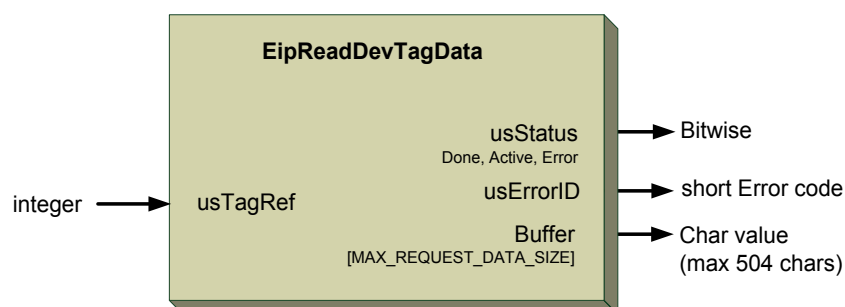 EipReadDevTagData
usStatus
Done, Active, Error
Bitwise
integer
usTagRef
usErrorID
short Error code
Buffer
[MAX_REQUEST_DATA_SIZE]
Char value
(max 504 chars)